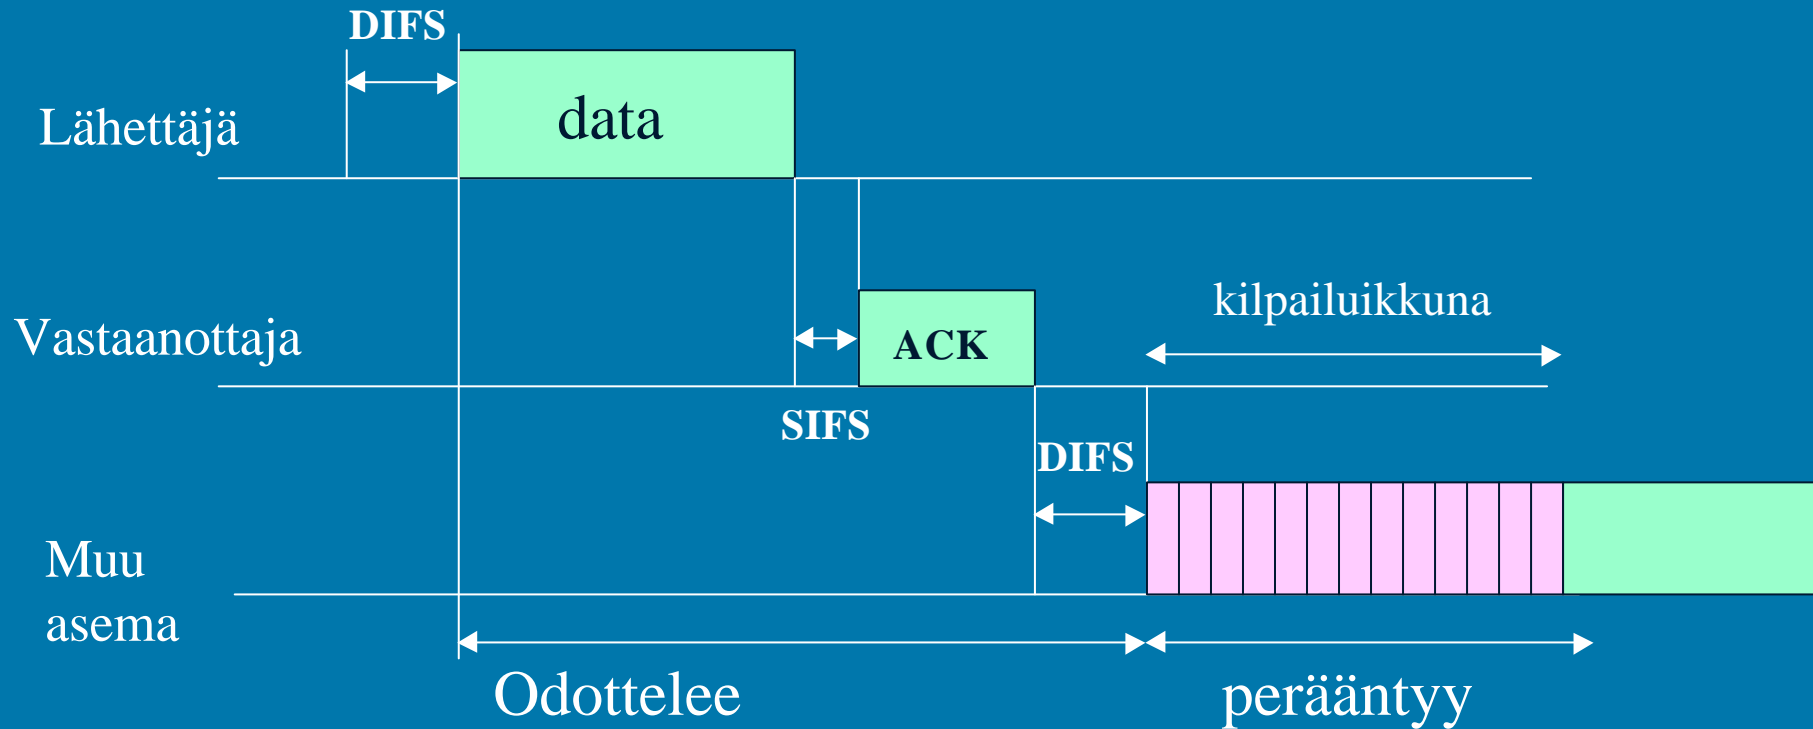 DIFS
data
Lähettäjä
kilpailuikkuna
Vastaanottaja
ACK
SIFS
DIFS
Muu
asema
Odottelee
perääntyy